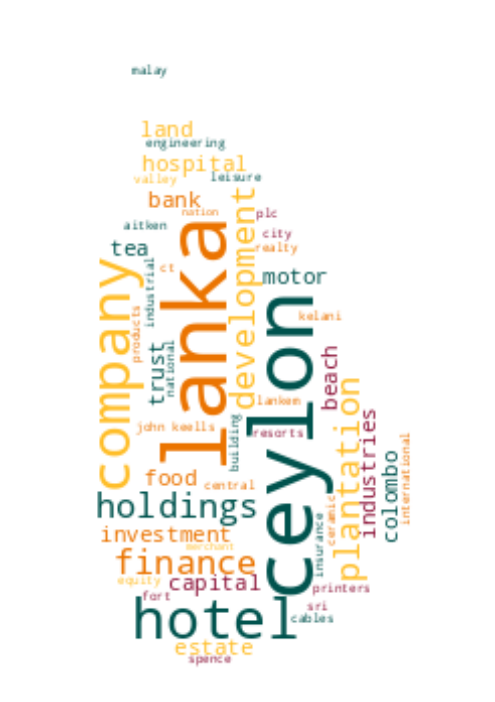 malay
land
engineering
hospital
valley
leisure
bank
nation
plc
aitken
city
tea
realty
ct
motor
company
lanka
development
industrial
products
ceylon
kelani
trust
national
beach
plantation
lankem
john keells
building
resorts
industries
international
colombo
food
central
holdings
ceramic
insurance
investment
merchant
finance
equity
capital
printers
fort
hotel
sri
cables
estate
spence